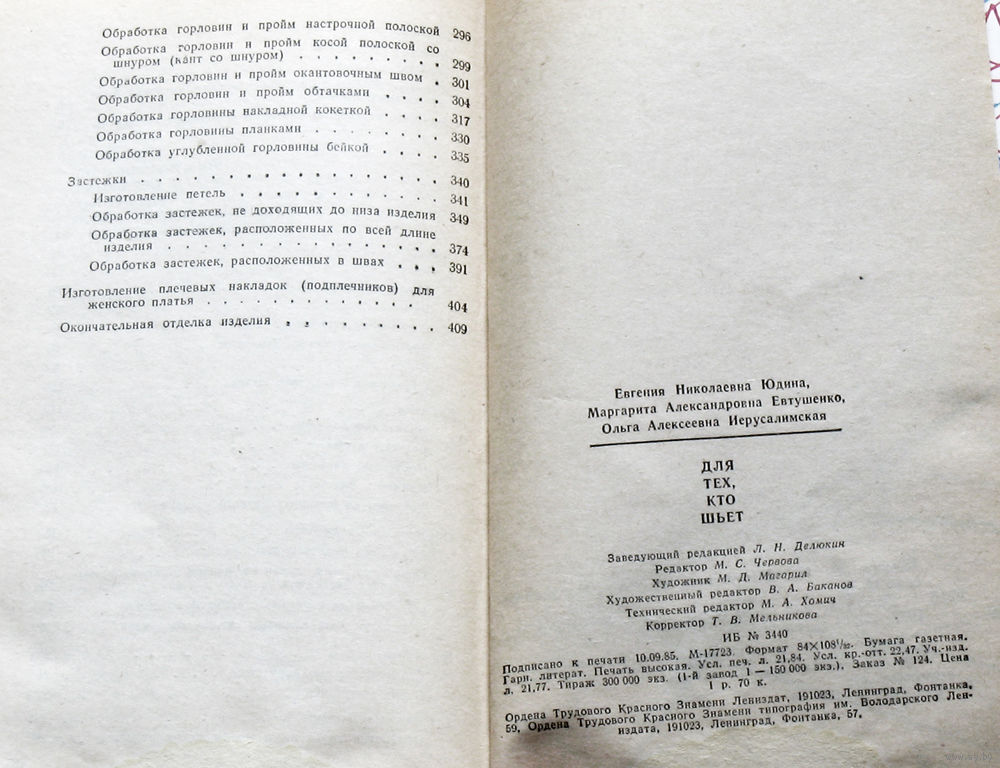 Обработка горловин и пройм настрочной полоской 296
Обработка горловин и пройм косой полоской со
шнуром (кант со шнуром) . . . . . . . . . 299
Обработка горловин и пройм окантовочным швом . 301
Обработка горловин и пройм обтачками . . . . 304
Обработка горловины накладной кокеткой . . . . 317
Обработка горловины планками . . . . . . . 330
Обработка углубленной горловины бейкой . . . . 335
Застежки . . . . . . . . . . . . . . . . . 340
Изготовление петель . . . . . . . . . . . . 341
Обработка застежек, не доходящих до низа изделия 349
Обработка застежек, расположенных по всей длине
изделия . . . . . . . . . . . . . . . . 374
Обработка застежек, расположенных в швах . . . 391
Изготовление плечевых накладок (подплечников) для
женского платья . . . . . . . . . . . . 404
Окончательная отделка изделия . . . . . . . . . 409
Евгения Николаевна Юдина,
Маргарита Александровна Евтушенко,
Ольга Алексеевна Иерусалимская
ДЛЯ
ТЕХ,
КТО
ШЬЕТ
Заведующий редакцией Л. Н. Делюкин
Редактор М. С. Червова
Художник М. Д. Магарил
Художественный редактор В. А. Баканов
Технический редактор М. А. Хомич
Корректор Т. В. Мельникова
ИБ № 3440
Подписано к печати 10.09.85. М-17723. Формат 84×108¹/₃₂. Бумага газетная.
Гарн. литерат. Печать высокая. Усл. печ. л. 21,84. Усл. кр.-отт. 22,47. Уч.-изд.
л. 21,77. Тираж 300 000 экз. (1-й завод 1 — 150 000 экз.). Заказ № 124. Цена
1 р. 70 к.
Ордена Трудового Красного Знамени Лениздат, 191023, Ленинград, Фонтанка,
59. Ордена Трудового Красного Знамени типография им. Володарского Лен-
издата, 191023, Ленинград, Фонтанка, 57.